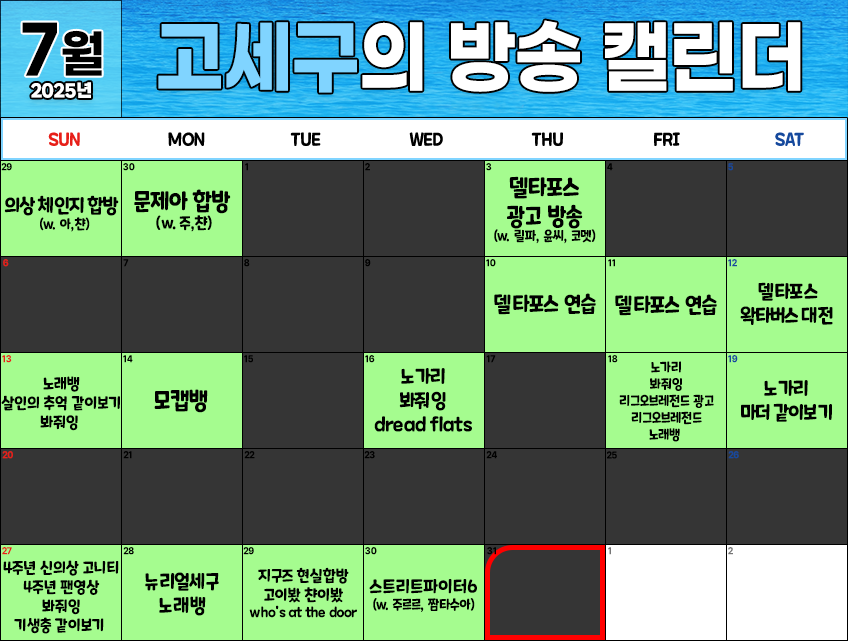 7월
2025년
고세구의 방송 캘린더
SUN MON TUE WED THU FRI SAT
29
의상 체인지 합방
(w. 아,찬)
30
문제아 합방
(w. 주,찬)
1
2
3
델타포스
광고 방송
(w. 릴파, 윤씨, 코멧)
4
5
6
7
8
9
10
델타포스 연습
11
델타포스 연습
12
델타포스
왁타버스 대전
13
노래뱅
살인의 추억 같이보기
봐줘잉
14
모캡뱅
15
16
노가리
봐줘잉
dread flats
17
18
노가리
봐줘잉
리그오브레전드 광고
리그오브레전드
노래뱅
19
노가리
마더 같이보기
20
21
22
23
24
25
26
27
4주년 신의상 고니티
4주년 팬영상
봐줘잉
기생충 같이보기
28
뉴리얼세구
노래뱅
29
지구즈 현실합방
고이봤 챤이봤
who's at the door
30
스트리트파이터6
(w. 주르르, 짬타수아)
31
1
2